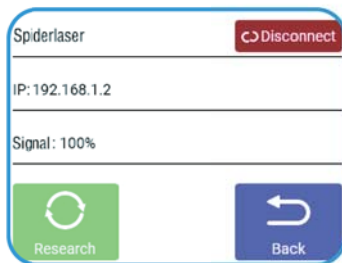 Spiderlaser
Disconnect
IP: 192.168.1.2
Signal: 100%
Research
Back